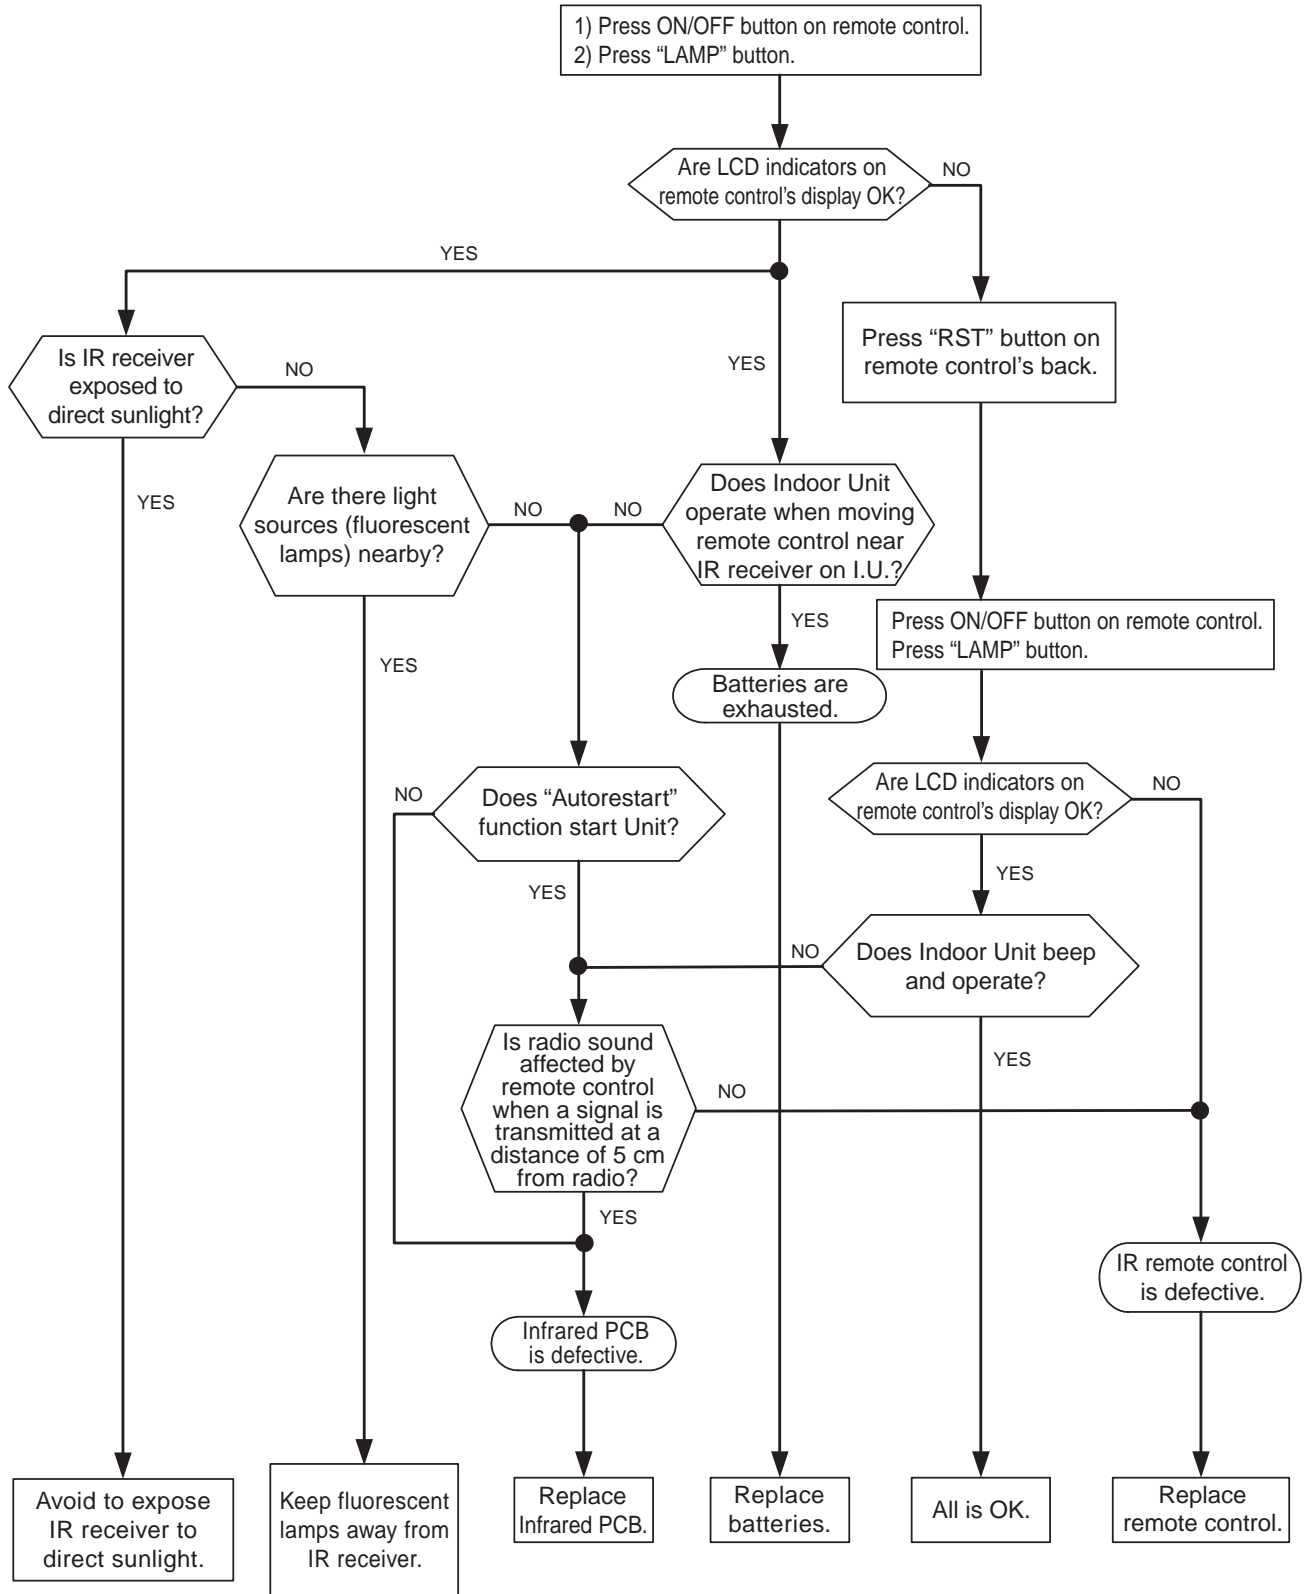 1) Press ON/OFF button on remote control.
2) Press “LAMP” button.
Are LCD indicators on
remote control’s display OK?
NO
YES
Is IR receiver
exposed to
direct sunlight?
NO
YES
Press “RST” button on
remote control’s back.
YES
Are there light
sources (fluorescent
lamps) nearby?
NO
NO
Does Indoor Unit
operate when moving
remote control near
IR receiver on I.U.?
YES
YES
Press ON/OFF button on remote control.
Press “LAMP” button.
Batteries are
exhausted.
NO
Does “Autorestart”
function start Unit?
Are LCD indicators on
remote control’s display OK?
NO
YES
YES
NO
Does Indoor Unit beep
and operate?
Is radio sound
affected by
remote control
when a signal is
transmitted at a
distance of 5 cm
from radio?
NO
YES
YES
IR remote control
is defective.
Infrared PCB
is defective.
Avoid to expose
IR receiver to
direct sunlight.
Keep fluorescent
lamps away from
IR receiver.
Replace
Infrared PCB.
Replace
batteries.
All is OK.
Replace
remote control.